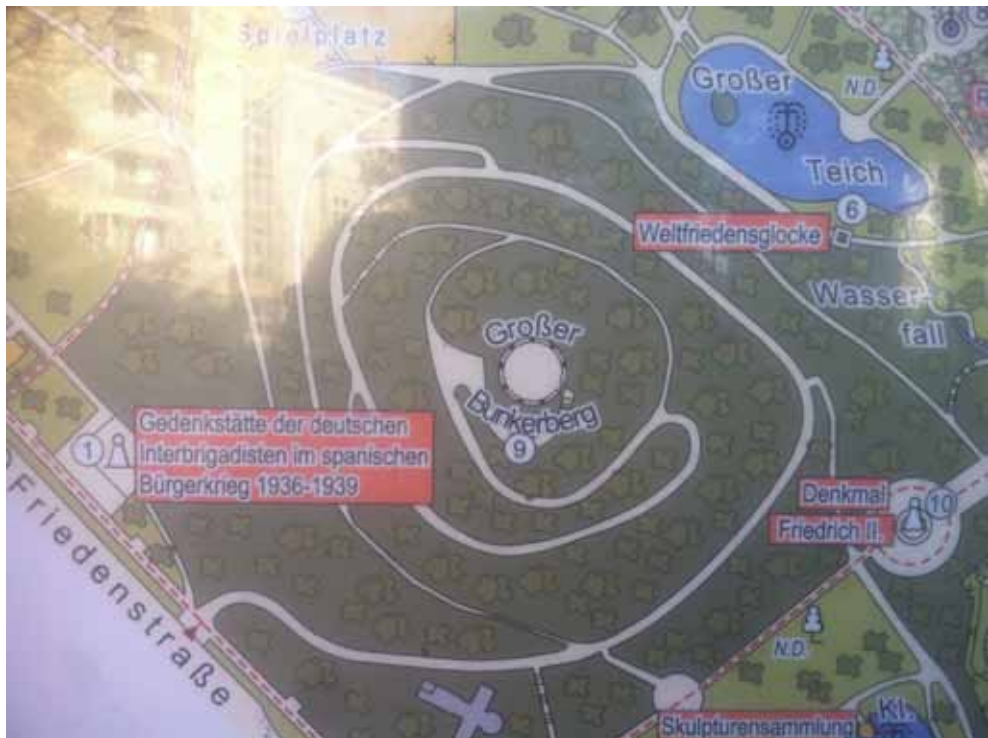 Spielplatz
Großer
Teich
N.D.
6
Weltfriedensglocke
Wasser-
fall
Großer
Bunkerberg
9
1
Gedenkstätte der deutschen
Interbrigadisten im spanischen
Bürgerkrieg 1936-1939
Denkmal
Friedrich II.
10
Friedenstraße
N.D.
Skulpturensammlung
Kl.